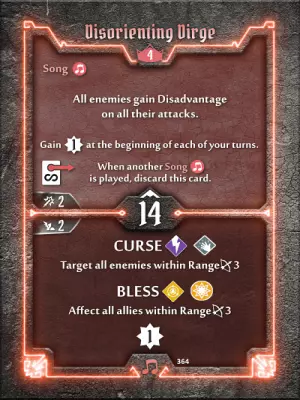 Disorienting Dirge
4
Song
All enemies gain Disadvantage
on all their attacks.
Gain 1 at the beginning of each of your turns.
When another Song
is played, discard this card.
2
14
2
CURSE
Target all enemies within Range 3
BLESS
Affect all allies within Range 3
1
364